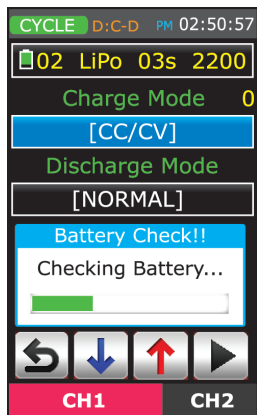 CYCLE D:C-D PM 02:50:57
02 LiPo 03s 2200
Charge Mode 0
[CC/CV]
Discharge Mode
[NORMAL]
Battery Check!!
Checking Battery...
CH1 CH2